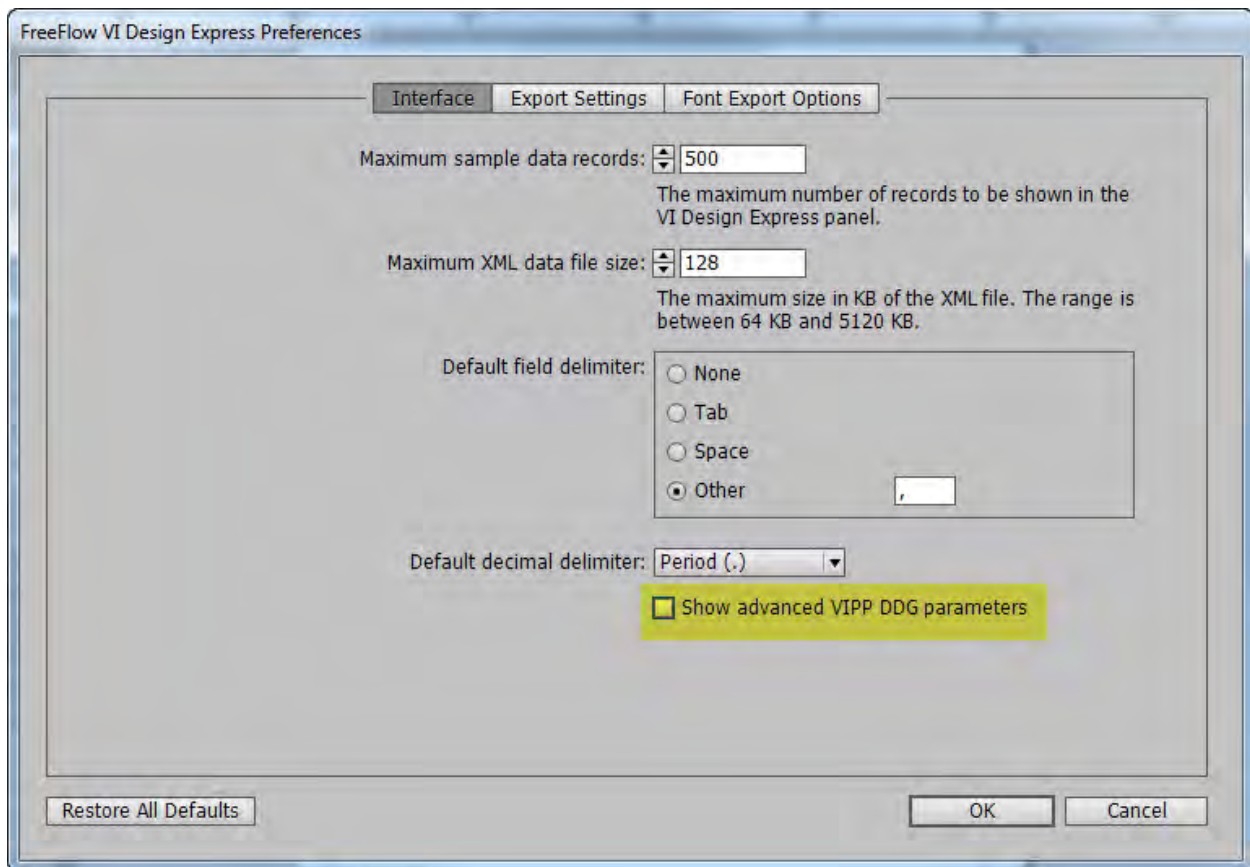 FreeFlow VI Design Express Preferences
Interface
Export Settings
Font Export Options
Maximum sample data records:
500
The maximum number of records to be shown in the
VI Design Express panel.
Maximum XML data file size:
128
The maximum size in KB of the XML file. The range is
between 64 KB and 5120 KB.
Default field delimiter:
None
Tab
Space
Other
,
Default decimal delimiter:
Period (.)
Show advanced VIPP DDG parameters
Restore All Defaults
OK
Cancel